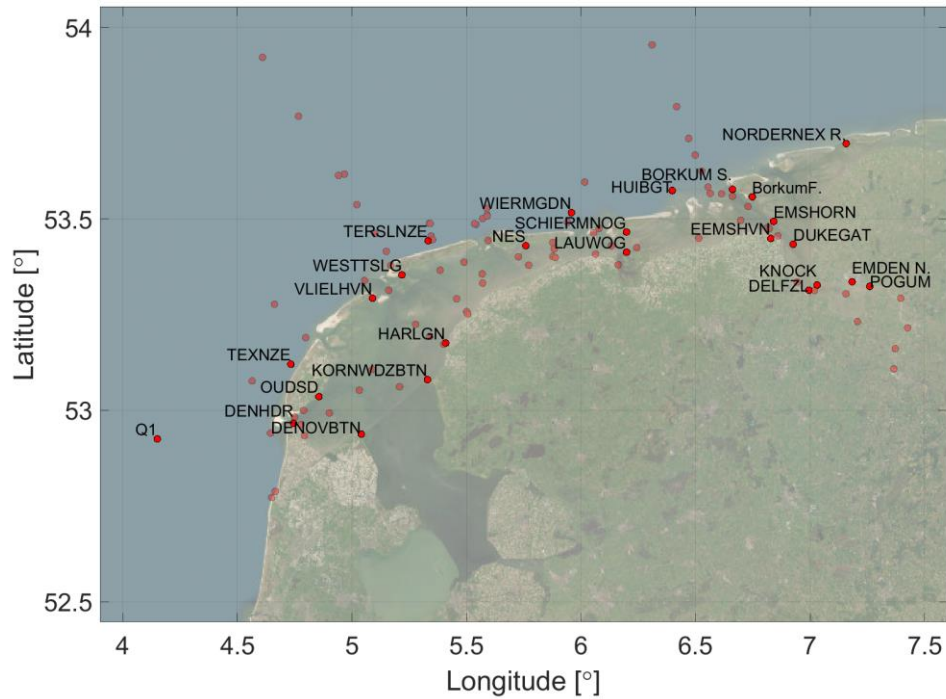 54
NORDERNEX R.
BORKUM S.
HUIBGT
BorkumF.
WIERMGDN
53.5
SCHIERMNOG
EMSHORN
TERSLNZE
NES
LAUWOG
EEMSHVN
DUKEGAT
WESTTSLG
KNOCK
EMDEN N.
VLIELHVN
DELFZL
POGUM
HARLGN
TEXNZE
KORNWDZBTN
OUDSD
53
DENHDR
Q1
DENOVBTN
52.5
4
4.5
5
5.5
6
6.5
7
7.5
Latitude [°]
Longitude [°]